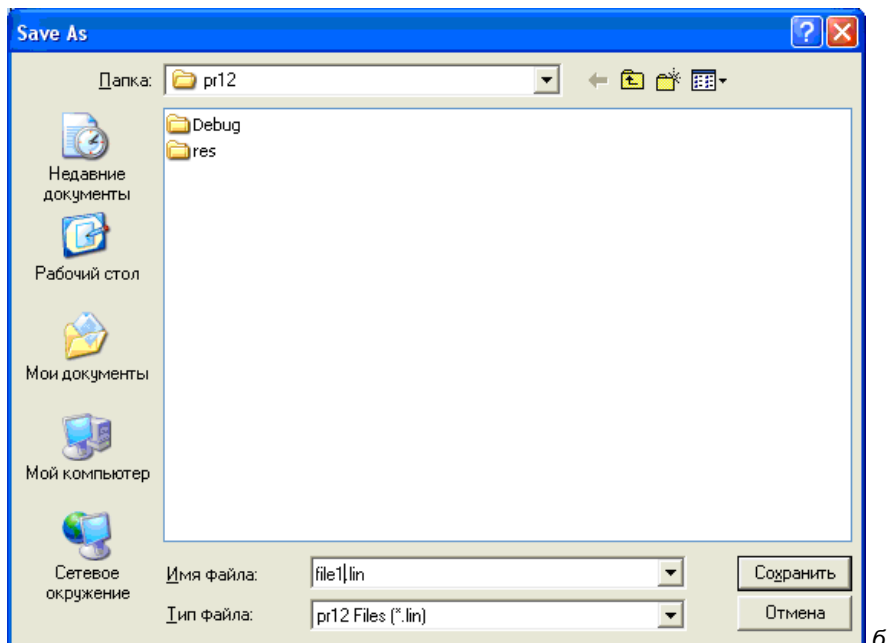 Save As
Папка: pr12
Debug
res
Недавние
документы
Рабочий стол
Мои документы
Мой компьютер
Сетевое
окружение
Имя файла: file1.lin Сохранить
Тип файла: pr12 Files (*.lin) Отмена
б